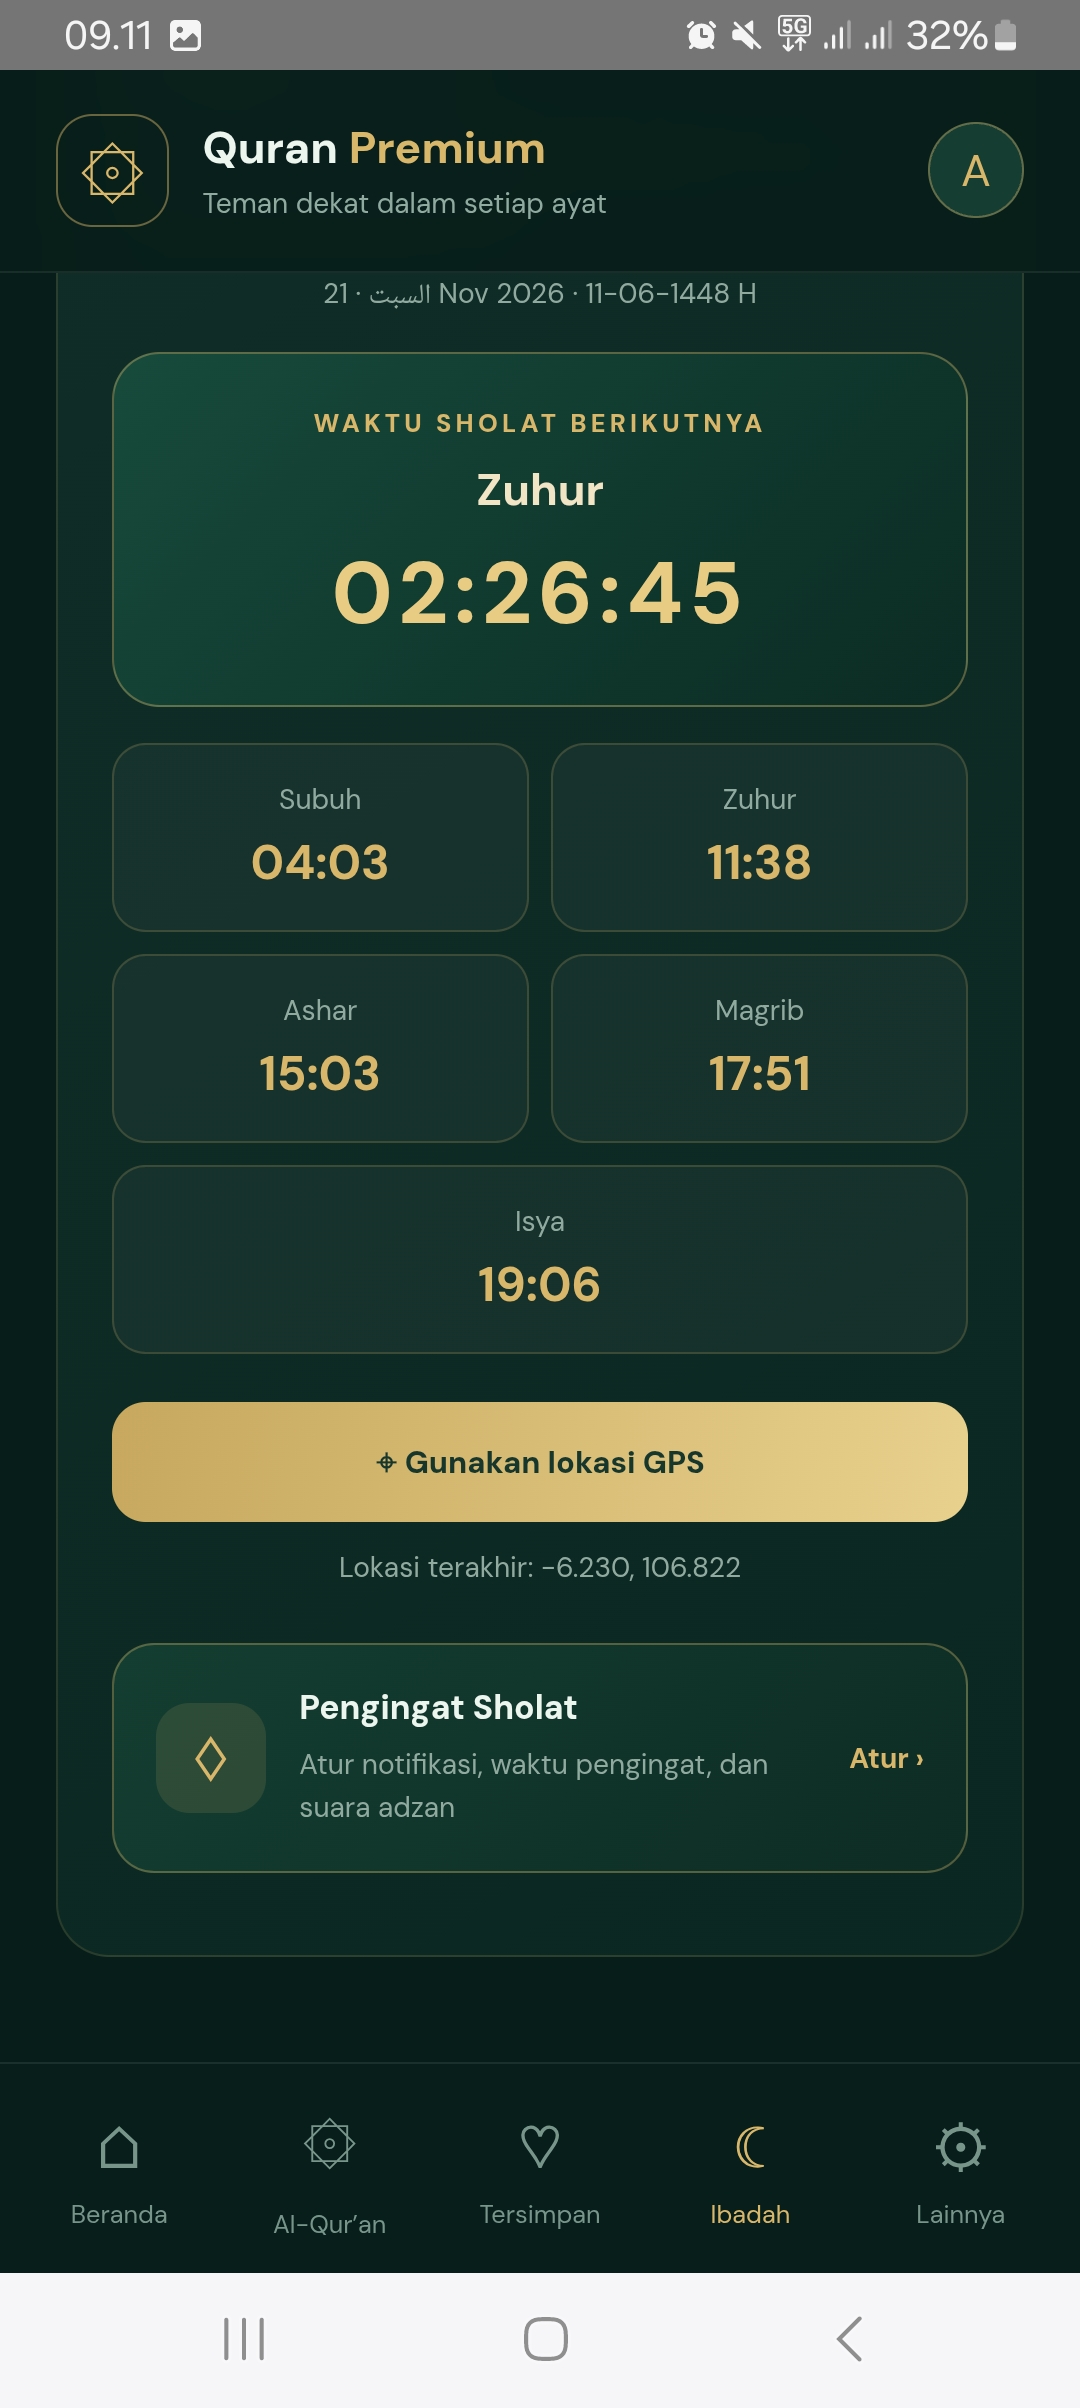 09.11
5G
32%
Quran Premium
Teman dekat dalam setiap ayat
A
21 · السبت Nov 2026 · 11-06-1448 H
WAKTU SHOLAT BERIKUTNYA
Zuhur
02:26:45
Subuh
04:03
Zuhur
11:38
Ashar
15:03
Magrib
17:51
Isya
19:06
⌖ Gunakan lokasi GPS
Lokasi terakhir: -6.230, 106.822
Pengingat Sholat
Atur notifikasi, waktu pengingat, dan
suara adzan
Atur ›
Beranda
Al-Qur’an
Tersimpan
Ibadah
Lainnya